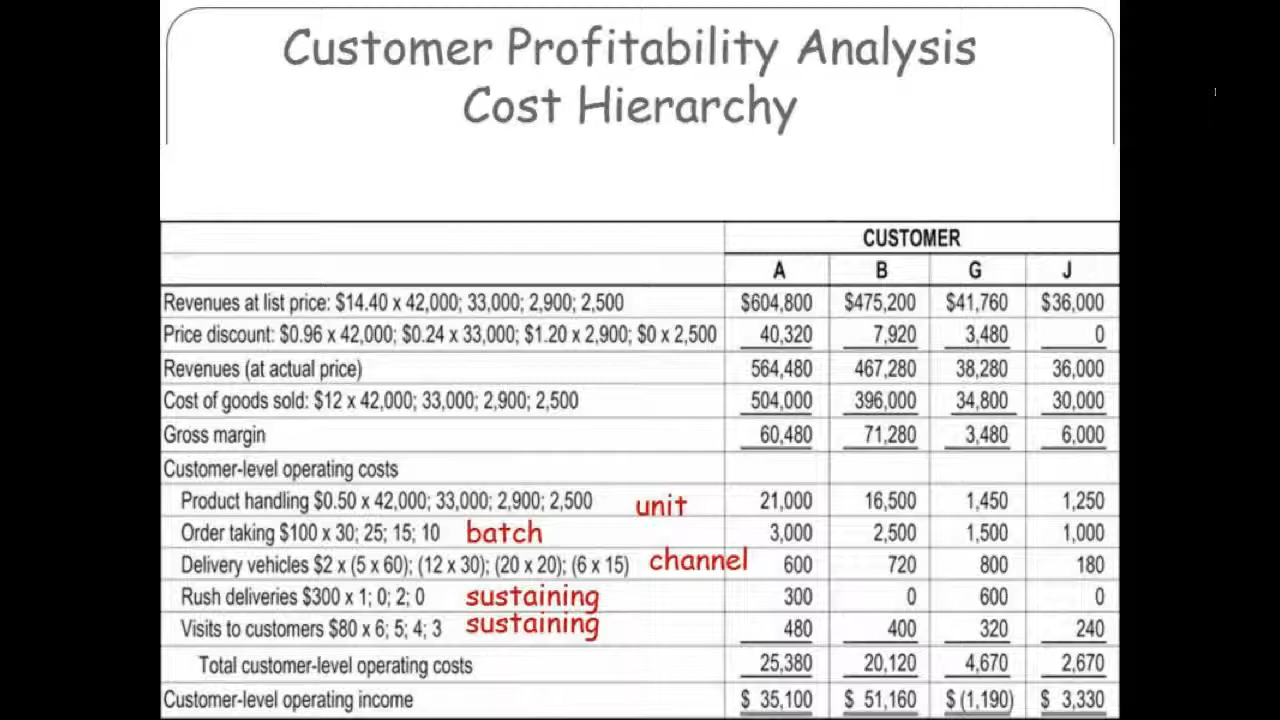 Customer Profitability Analysis
Cost Hierarchy
CUSTOMER
A B G J
Revenues at list price: $14.40 x 42,000; 33,000; 2,900; 2,500 $604,800 $475,200 $41,760 $36,000
Price discount: $0.96 x 42,000; $0.24 x 33,000; $1.20 x 2,900; $0 x 2,500 40,320 7,920 3,480 0
Revenues (at actual price) 564,480 467,280 38,280 36,000
Cost of goods sold: $12 x 42,000; 33,000; 2,900; 2,500 504,000 396,000 34,800 30,000
Gross margin 60,480 71,280 3,480 6,000
Customer-level operating costs
Product handling $0.50 x 42,000; 33,000; 2,900; 2,500 unit 21,000 16,500 1,450 1,250
Order taking $100 x 30; 25; 15; 10 batch 3,000 2,500 1,500 1,000
Delivery vehicles $2 x (5 x 60); (12 x 30); (20 x 20); (6 x 15) channel 600 720 800 180
Rush deliveries $300 x 1; 0; 2; 0 sustaining 300 0 600 0
Visits to customers $80 x 6; 5; 4; 3 sustaining 480 400 320 240
Total customer-level operating costs 25,380 20,120 4,670 2,670
Customer-level operating income $ 35,100 $ 51,160 $ (1,190) $ 3,330